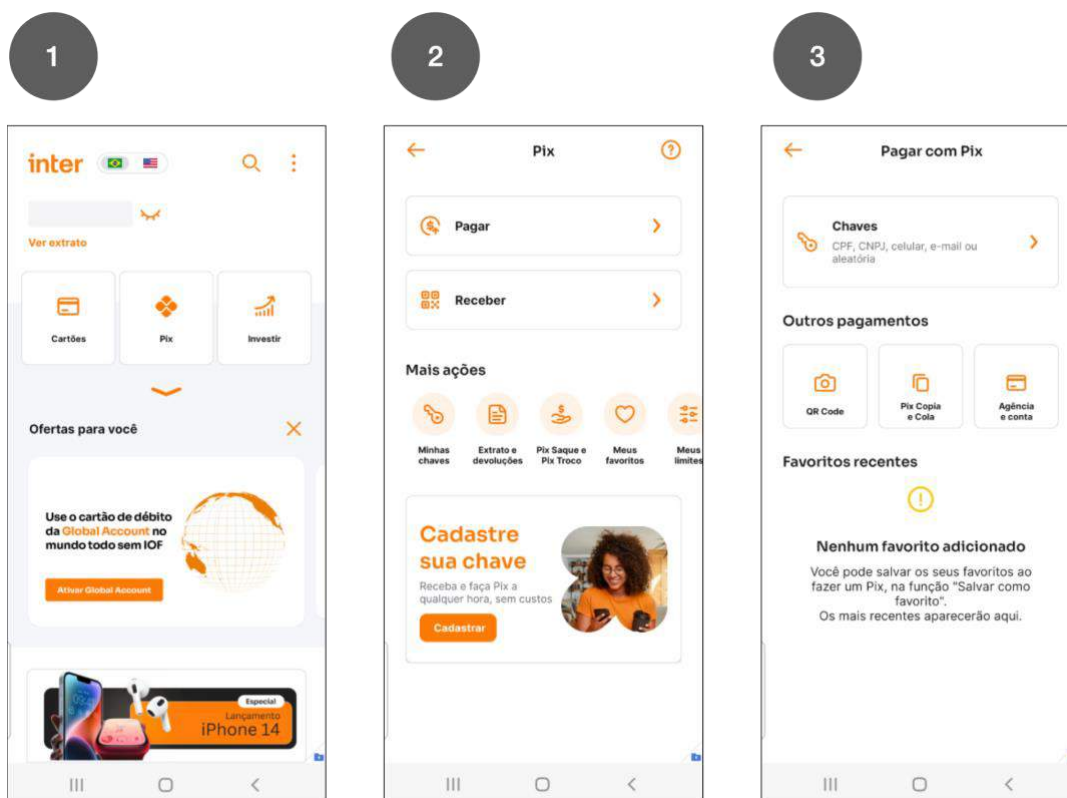 1
inter
Ver extrato
Cartões
Pix
Investir
Ofertas para você
Use o cartão de débito
da Global Account no
mundo todo sem IOF
Ativar Global Account
Especial
Lançamento
iPhone 14
2
Pix
?
Pagar
Receber
Mais ações
Minhas
chaves
Extrato e
devoluções
Pix Saque e
Pix Troco
Meus
favoritos
Meus
limites
Cadastre
sua chave
Receba e faça Pix a
qualquer hora, sem custos
Cadastrar
3
Pagar com Pix
Chaves
CPF, CNPJ, celular, e-mail ou
aleatória
Outros pagamentos
QR Code
Pix Copia
e Cola
Agência
e conta
Favoritos recentes
Nenhum favorito adicionado
Você pode salvar os seus favoritos ao
fazer um Pix, na função "Salvar como
favorito".
Os mais recentes aparecerão aqui.